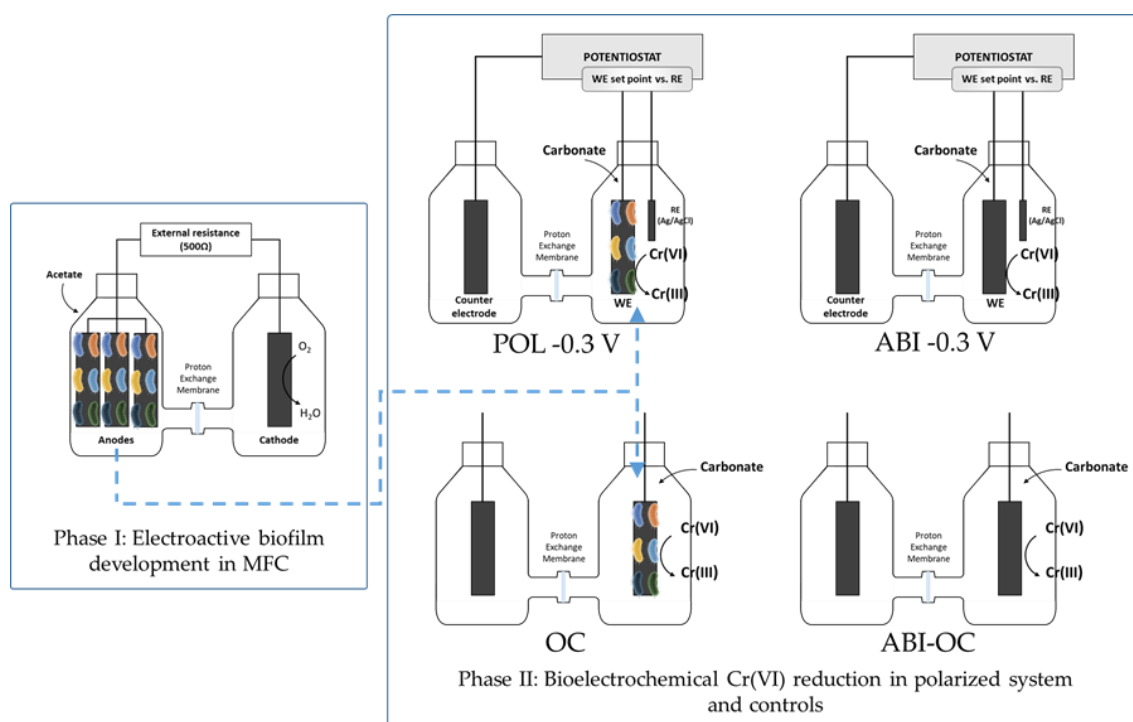 External resistance
(500Ω)
Acetate
Proton
Exchange
Membrane
O2
H2O
Anodes
Cathode
Phase I: Electroactive biofilm
development in MFC
POTENTIOSTAT
WE set point vs. RE
Carbonate
RE
(Ag/AgCl)
Proton
Exchange
Membrane
Cr(VI)
Cr(III)
Counter
electrode
WE
POL -0.3 V
POTENTIOSTAT
WE set point vs. RE
Carbonate
RE
(Ag/AgCl)
Proton
Exchange
Membrane
Cr(VI)
Cr(III)
Counter
electrode
WE
ABI -0.3 V
Carbonate
Proton
Exchange
Membrane
Cr(VI)
Cr(III)
OC
Carbonate
Proton
Exchange
Membrane
Cr(VI)
Cr(III)
ABI-OC
Phase II: Bioelectrochemical Cr(VI) reduction in polarized system
and controls